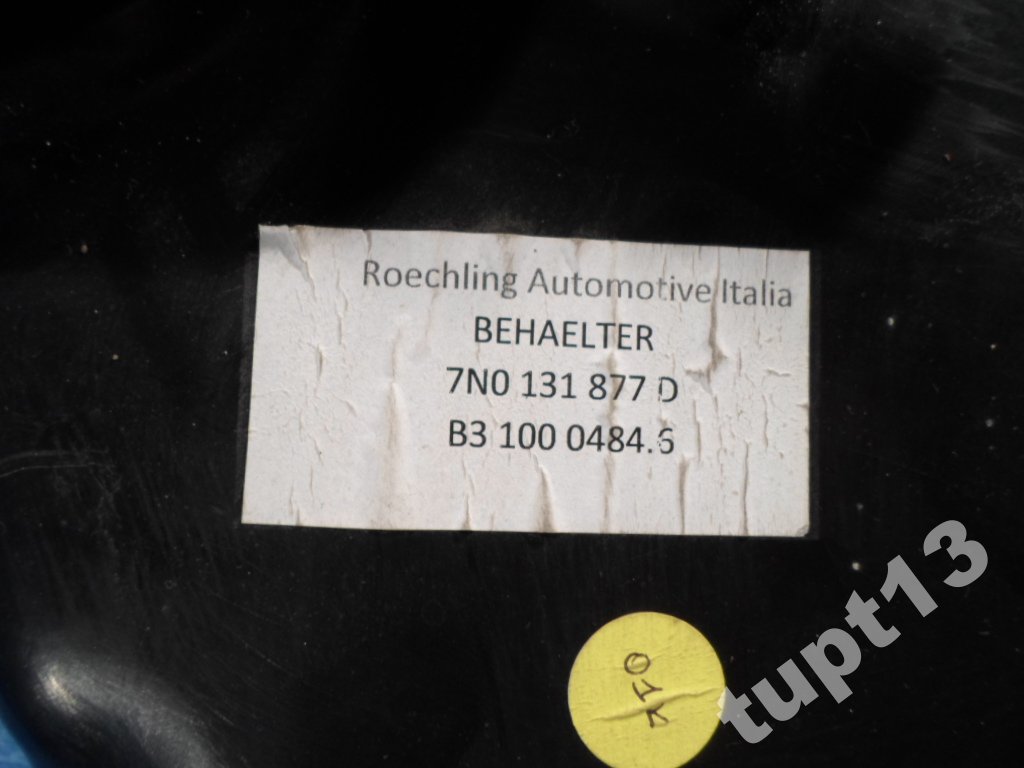 Roechling Automotive Italia
BEHAELTER
7N0 131 877 D
B3 100 0484.6
tupt13